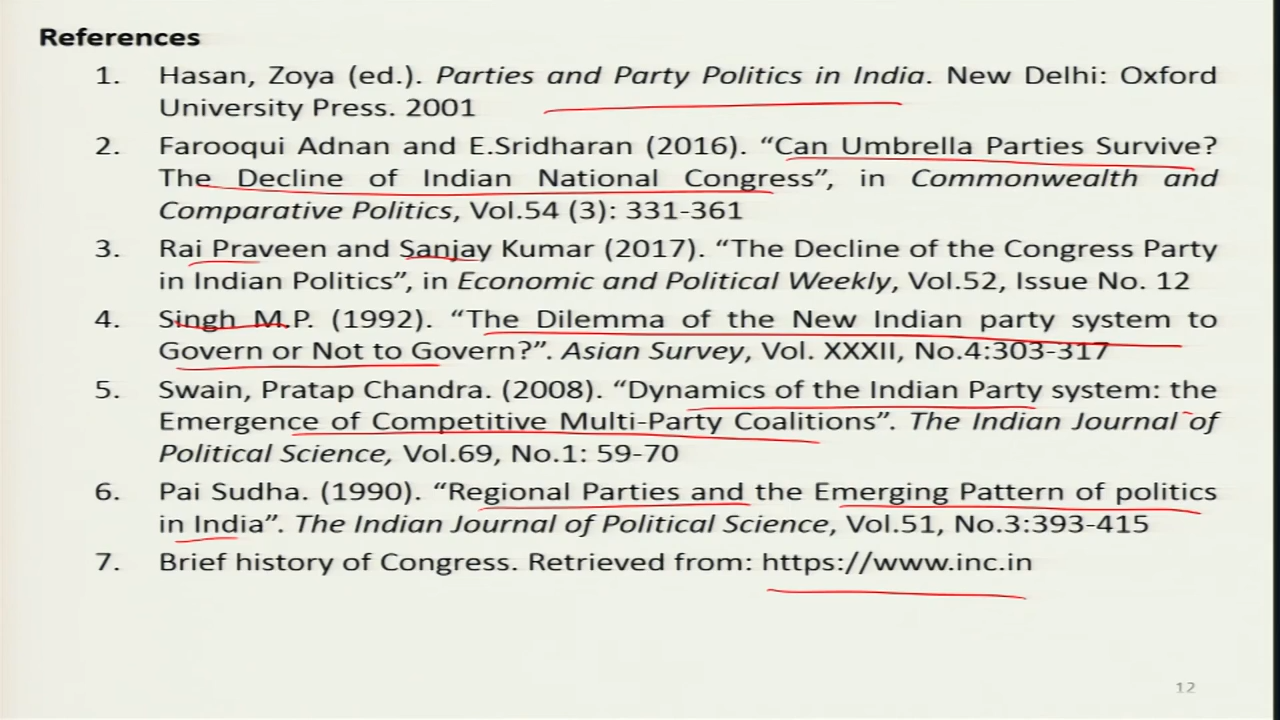 References
1. Hasan, Zoya (ed.). Parties and Party Politics in India. New Delhi: Oxford
University Press. 2001
2. Farooqui Adnan and E.Sridharan (2016). “Can Umbrella Parties Survive?
The Decline of Indian National Congress”, in Commonwealth and
Comparative Politics, Vol.54 (3): 331-361
3. Rai Praveen and Sanjay Kumar (2017). “The Decline of the Congress Party
in Indian Politics”, in Economic and Political Weekly, Vol.52, Issue No. 12
4. Singh M.P. (1992). “The Dilemma of the New Indian party system to
Govern or Not to Govern?”. Asian Survey, Vol. XXXII, No.4:303-317
5. Swain, Pratap Chandra. (2008). “Dynamics of the Indian Party system: the
Emergence of Competitive Multi-Party Coalitions”. The Indian Journal of
Political Science, Vol.69, No.1: 59-70
6. Pai Sudha. (1990). “Regional Parties and the Emerging Pattern of politics
in India”. The Indian Journal of Political Science, Vol.51, No.3:393-415
7. Brief history of Congress. Retrieved from: https://www.inc.in
12